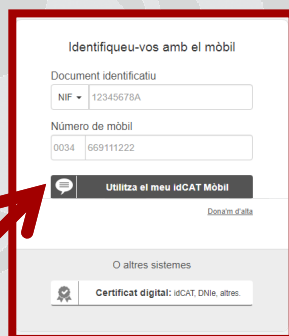 Identifiqueu-vos amb el mòbil
Document identificatiu
NIF 12345678A
Número de mòbil
0034 669111222
Utilitza el meu idCAT Mòbil
Dona'm d'alta
O altres sistemes
Certificat digital: idCAT, DNIe, altres.